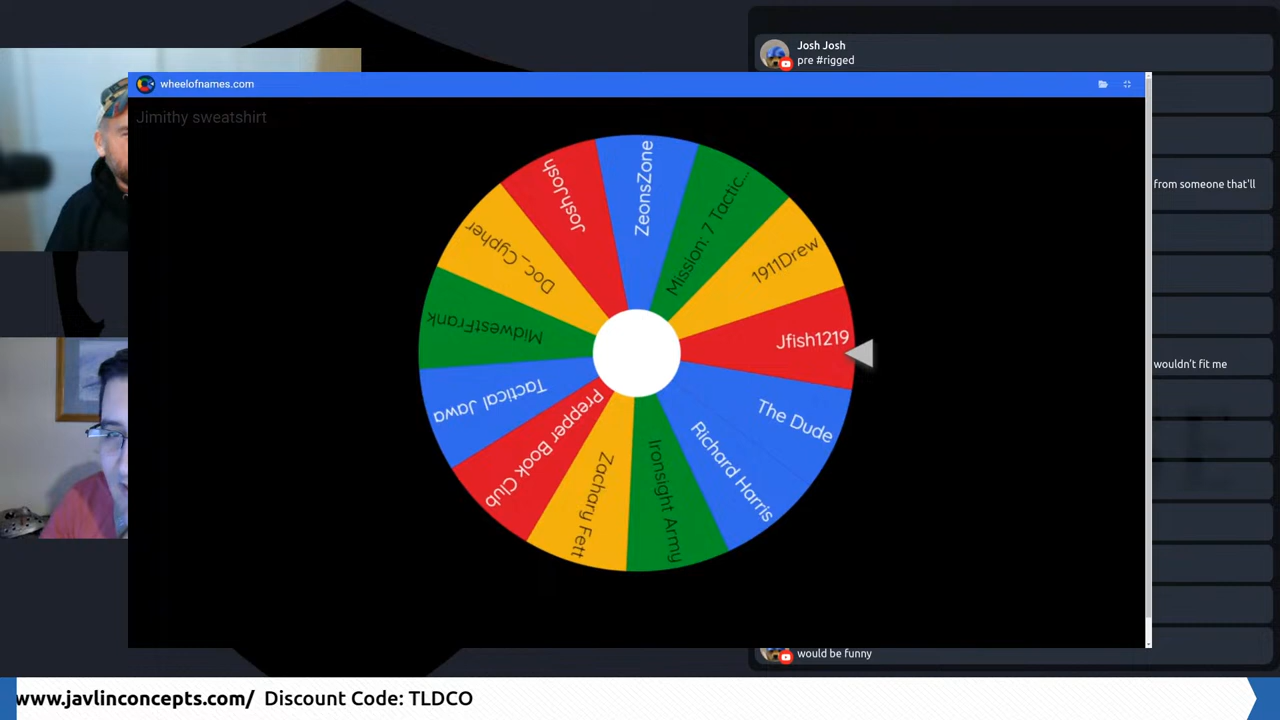 Josh Josh
pre #rigged
wheelofnames.com
Jimithy sweatshirt
from someone that'll
wouldn't fit me
ZeonsZone
Mission: 7 Tactic...
1911Drew
Jfish1219
The Dude
Richard Harris
Ironsight Army
Zachary Fett
Prepper Book Club
Tactical Jawa
MidwestFrank
Doc_Cypher
JoshJosh
would be funny
www.javlinconcepts.com/ Discount Code: TLDCO